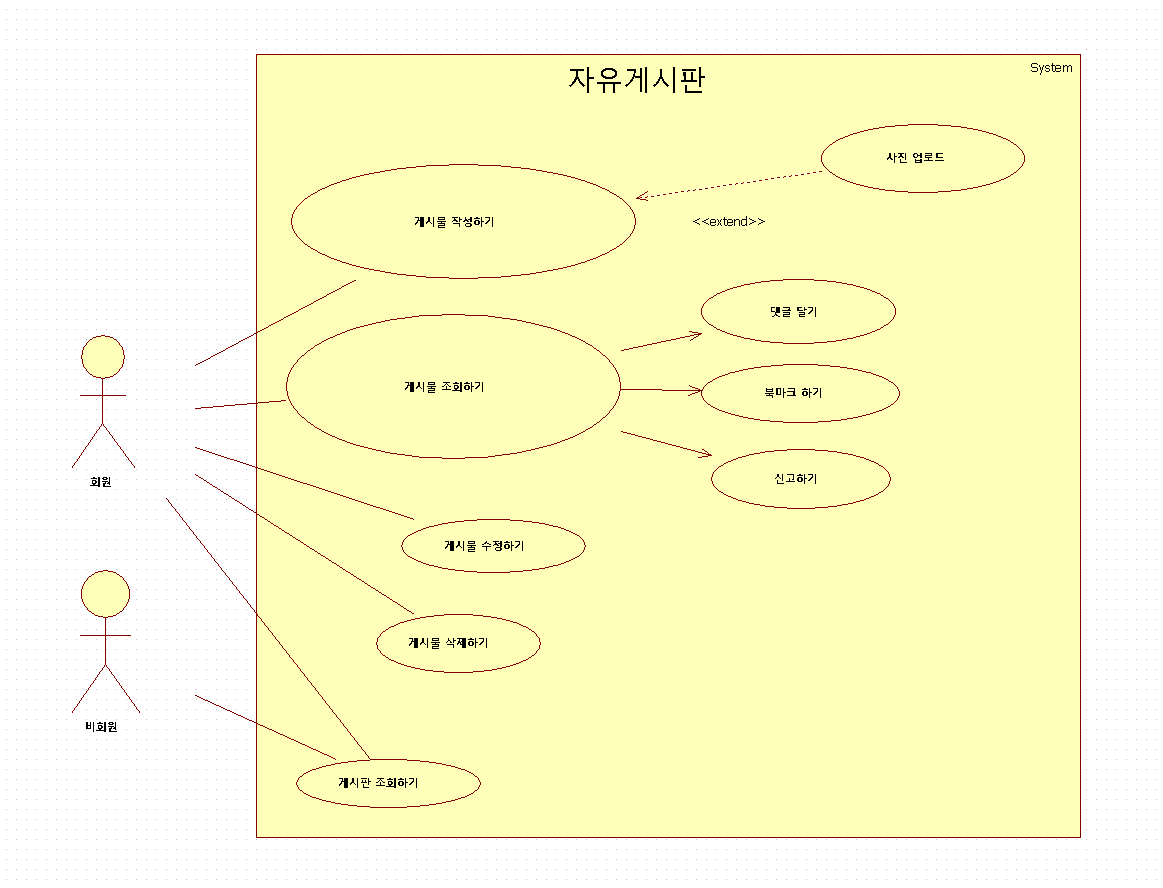 자유게시판
System
사진 업로드
게시물 작성하기
<<extend>>
댓글 달기
게시물 조회하기
북마크 하기
신고하기
회원
게시물 수정하기
게시물 삭제하기
비회원
게시판 조회하기